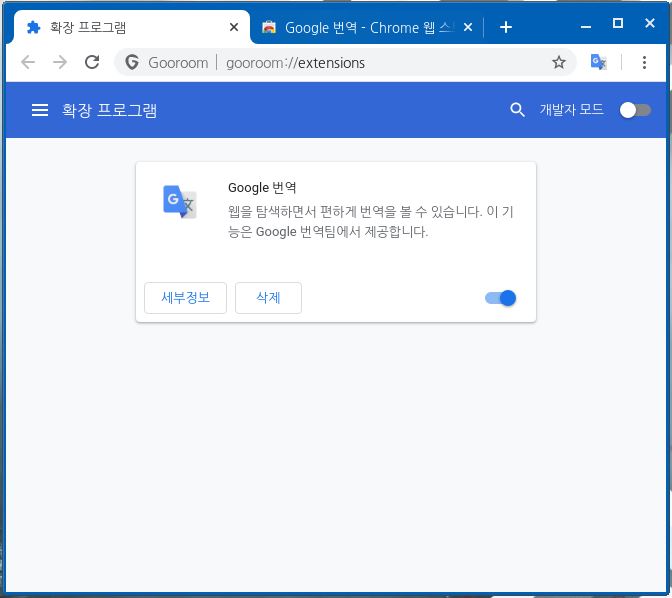 확장 프로그램
Google 번역 - Chrome 웹
Gooroom | gooroom://extensions
확장 프로그램
개발자 모드
Google 번역
웹을 탐색하면서 편하게 번역을 볼 수 있습니다. 이 기
능은 Google 번역팀에서 제공합니다.
세부정보
삭제